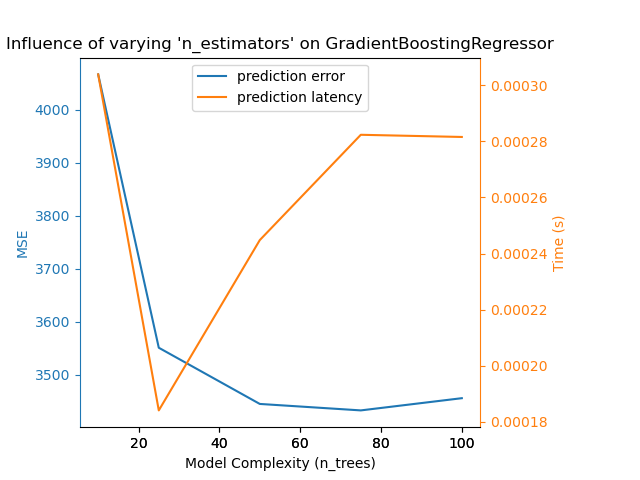 Influence of varying 'n_estimators' on GradientBoostingRegressor
prediction error
prediction latency
4000
3900
3800
3700
3600
3500
MSE
0.00030
0.00028
0.00026
0.00024
0.00022
0.00020
0.00018
Time (s)
20 40 60 80 100
Model Complexity (n_trees)